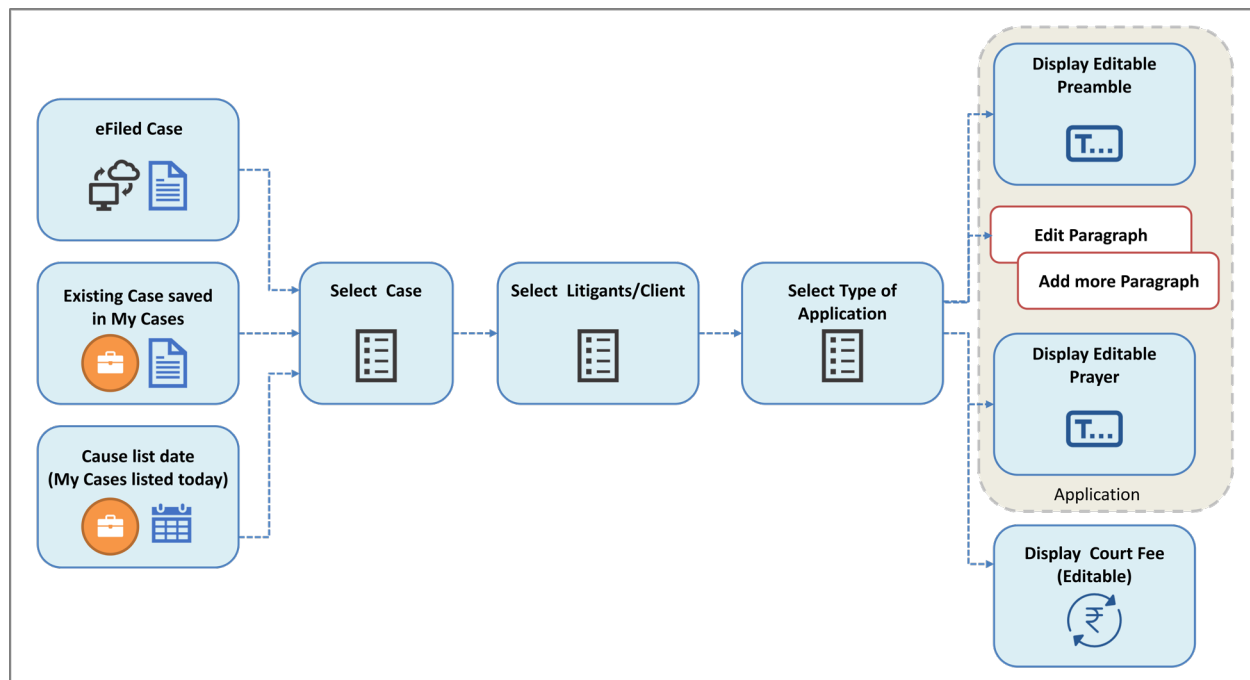 eFiled Case
Existing Case saved
in My Cases
Cause list date
(My Cases listed today)
Select Case
Select Litigants/Client
Select Type of
Application
Display Editable
Preamble
T...
Edit Paragraph
Add more Paragraph
Display Editable
Prayer
T...
Application
Display Court Fee
(Editable)
₹